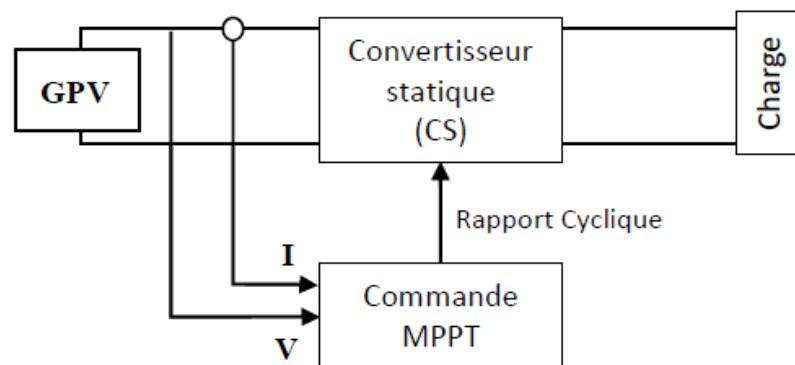 GPV
Convertisseur
statique
(CS)
Charge
Rapport Cyclique
I
V
Commande
MPPT